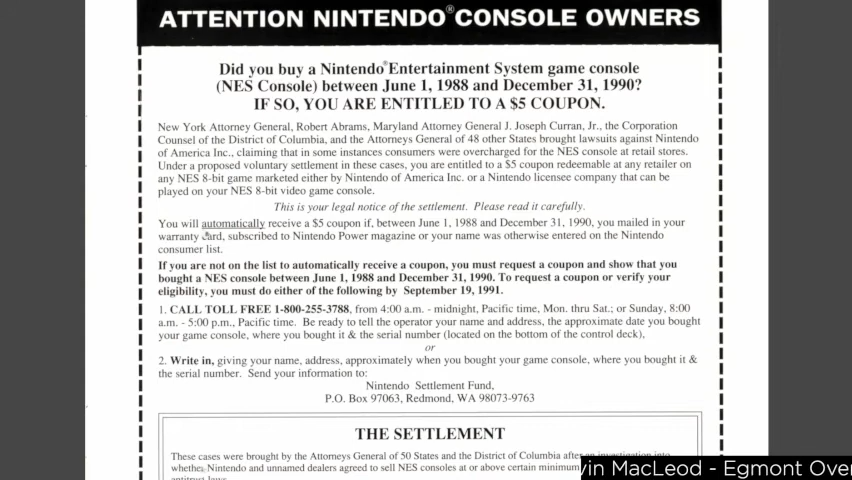 ATTENTION NINTENDO® CONSOLE OWNERS
Did you buy a Nintendo® Entertainment System game console
(NES Console) between June 1, 1988 and December 31, 1990?
IF SO, YOU ARE ENTITLED TO A $5 COUPON.
New York Attorney General, Robert Abrams, Maryland Attorney General J. Joseph Curran, Jr., the Corporation
Counsel of the District of Columbia, and the Attorneys General of 48 other States brought lawsuits against Nintendo
of America Inc., claiming that in some instances consumers were overcharged for the NES console at retail stores.
Under a proposed voluntary settlement in these cases, you are entitled to a $5 coupon redeemable at any retailer on
any NES 8-bit game marketed either by Nintendo of America Inc. or a Nintendo licensee company that can be
played on your NES 8-bit video game console.
This is your legal notice of the settlement. Please read it carefully.
You will automatically receive a $5 coupon if, between June 1, 1988 and December 31, 1990, you mailed in your
warranty card, subscribed to Nintendo Power magazine or your name was otherwise entered on the Nintendo
consumer list.
If you are not on the list to automatically receive a coupon, you must request a coupon and show that you
bought a NES console between June 1, 1988 and December 31, 1990. To request a coupon or verify your
eligibility, you must do either of the following by September 19, 1991.
1. CALL TOLL FREE 1-800-255-3788, from 4:00 a.m. - midnight, Pacific time, Mon. thru Sat.; or Sunday, 8:00
a.m. - 5:00 p.m., Pacific time. Be ready to tell the operator your name and address, the approximate date you bought
your game console, where you bought it & the serial number (located on the bottom of the control deck),
or
2. Write in, giving your name, address, approximately when you bought your game console, where you bought it &
the serial number. Send your information to:
Nintendo Settlement Fund,
P.O. Box 97063, Redmond, WA 98073-9763
THE SETTLEMENT
These cases were brought by the Attorneys General of 50 States and the District of Columbia after an investigation into
whether Nintendo and unnamed dealers agreed to sell NES consoles at or above certain minimum
antitrust laws
vin MacLeod - Egmont Over